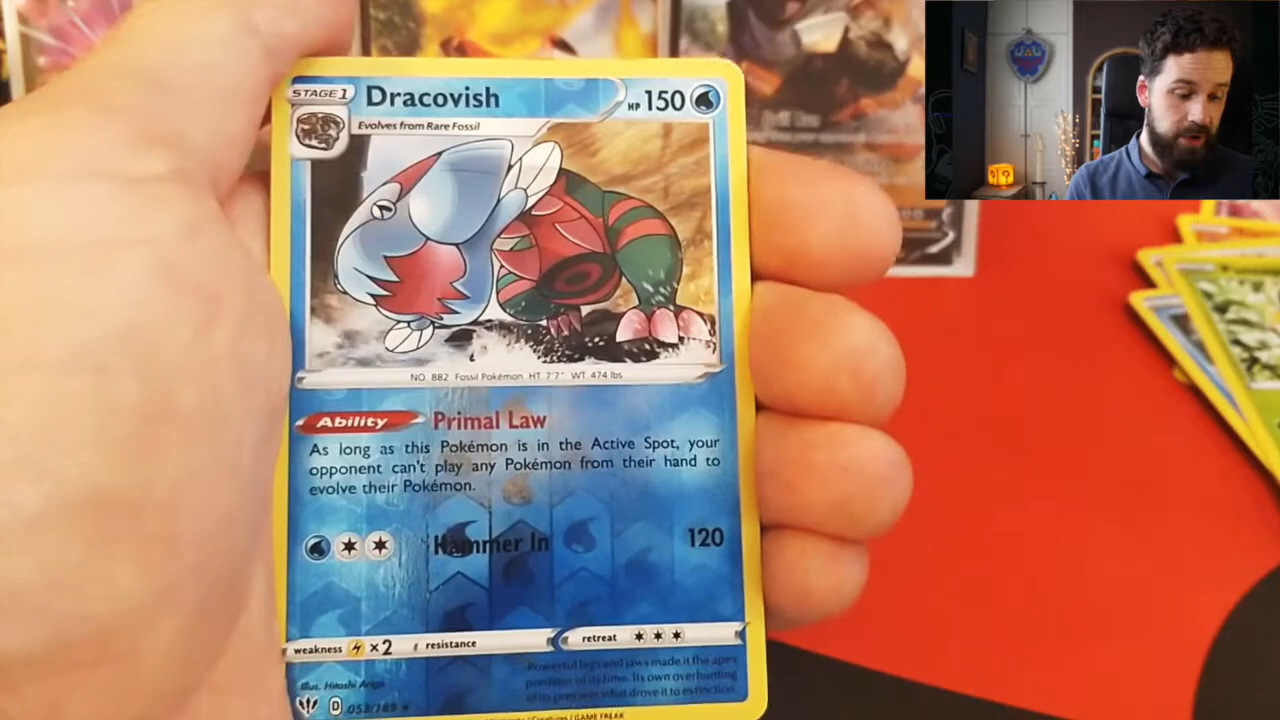 STAGE 1
Dracovish
HP 150
Evolves from Rare Fossil
NO. 882 Fossil Pokémon HT 7'7" WT. 474 lbs
Ability Primal Law
As long as this Pokémon is in the Active Spot, your
opponent can't play any Pokémon from their hand to
evolve their Pokémon.
Hammer In 120
weakness ×2 resistance retreat
Powerful legs and jaws made it the apex
predator of its time. Its own overhunting
of its prey was what drove it to extinction.
Illus. Hitoshi Ariga
D 053/189
Creatures / GAME FREAK